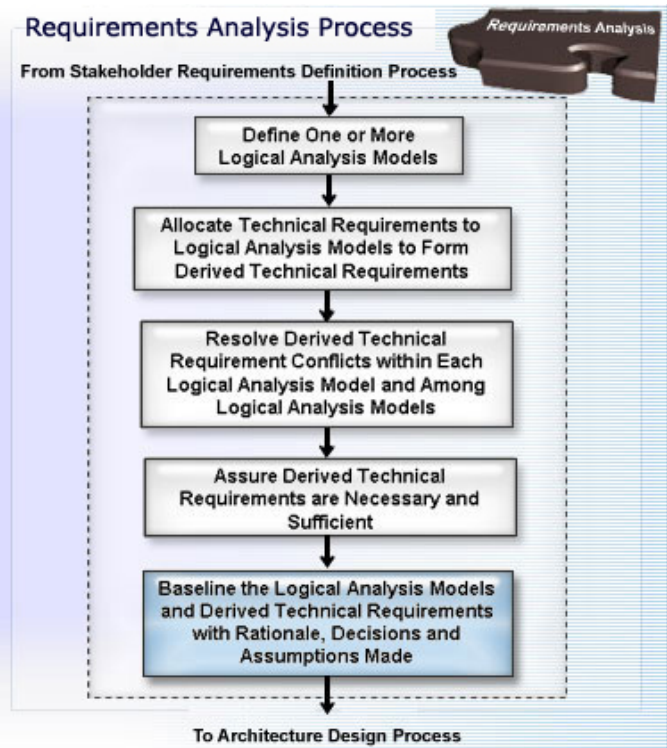 Requirements Analysis Process
Requirements Analysis
From Stakeholder Requirements Definition Process
Define One or More
Logical Analysis Models
Allocate Technical Requirements to
Logical Analysis Models to Form
Derived Technical Requirements
Resolve Derived Technical
Requirement Conflicts within Each
Logical Analysis Model and Among
Logical Analysis Models
Assure Derived Technical
Requirements are Necessary and
Sufficient
Baseline the Logical Analysis Models
and Derived Technical Requirements
with Rationale, Decisions and
Assumptions Made
To Architecture Design Process